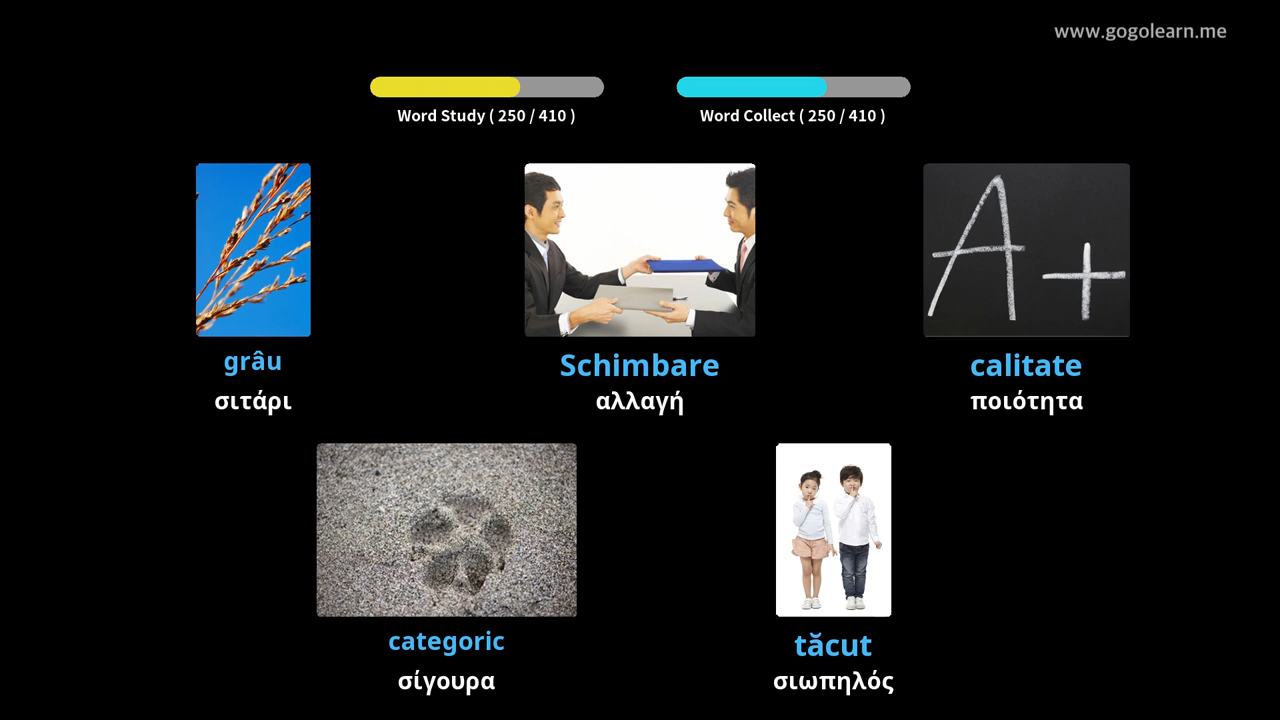 www.gogolearn.me
Word Study ( 250 / 410 )
Word Collect ( 250 / 410 )
A+
grâu
σιτάρι
Schimbare
αλλαγή
calitate
ποιότητα
categoric
σίγουρα
tăcut
σιωπηλός